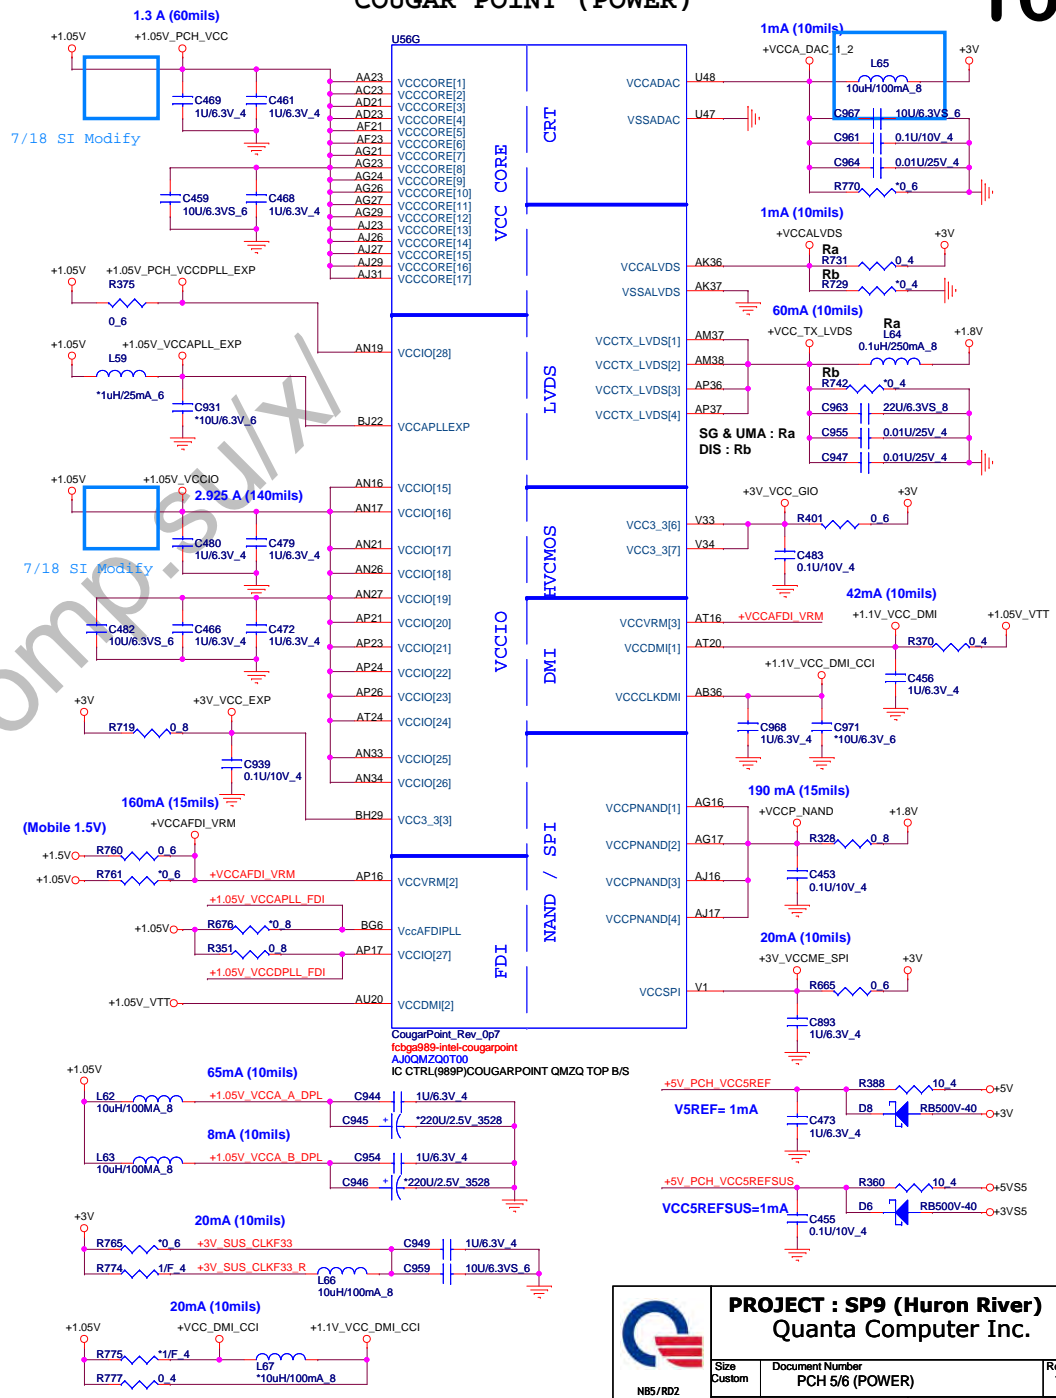 COUGAR POINT (POWER)
10
1.3 A (60mils)
+1.05V
+1.05V_PCH_VCC
7/18 SI Modify
C469
1U/6.3V_4
C461
1U/6.3V_4
C459
10U/6.3VS_6
C468
1U/6.3V_4
+1.05V
+1.05V_PCH_VCCDPLL_EXP
R375
0_6
+1.05V
+1.05V_VCCAPLL_EXP
L59
*1uH/25mA_6
C931
*10U/6.3V_6
+1.05V
+1.05V_VCCIO
2.925 A (140mils)
7/18 SI Modify
C480
1U/6.3V_4
C479
1U/6.3V_4
C482
10U/6.3VS_6
C466
1U/6.3V_4
C472
1U/6.3V_4
+3V
+3V_VCC_EXP
R719
0_8
C939
0.1U/10V_4
160mA (15mils)
(Mobile 1.5V)
+VCCAFDI_VRM
+1.5V
R760
0_6
+1.05V
R761
*0_6
+VCCAFDI_VRM
+1.05V_VCCAPLL_FDI
+1.05V
R676
*0_8
R351
0_8
+1.05V_VCCDPLL_FDI
+1.05V_VTT
U56G
AA23
VCCCORE[1]
AC23
VCCCORE[2]
AD21
VCCCORE[3]
AD23
VCCCORE[4]
AF21
VCCCORE[5]
AF23
VCCCORE[6]
AG21
VCCCORE[7]
AG23
VCCCORE[8]
AG24
VCCCORE[9]
AG26
VCCCORE[10]
AG27
VCCCORE[11]
AG29
VCCCORE[12]
AJ23
VCCCORE[13]
AJ26
VCCCORE[14]
AJ27
VCCCORE[15]
AJ29
VCCCORE[16]
AJ31
VCCCORE[17]
AN19
VCCIO[28]
BJ22
VCCAPLLEXP
AN16
VCCIO[15]
AN17
VCCIO[16]
AN21
VCCIO[17]
AN26
VCCIO[18]
AN27
VCCIO[19]
AP21
VCCIO[20]
AP23
VCCIO[21]
AP24
VCCIO[22]
AP26
VCCIO[23]
AT24
VCCIO[24]
AN33
VCCIO[25]
AN34
VCCIO[26]
BH29
VCC3_3[3]
AP16
VCCVRM[2]
BG6
VccAFDIPLL
AP17
VCCIO[27]
AU20
VCCDMI[2]
VCC CORE
VCCIO
FDI
CRT
LVDS
HVCMOS
DMI
NAND / SPI
VCCADAC
U48
VSSADAC
U47
VCCALVDS
AK36
VSSALVDS
AK37
VCCTX_LVDS[1]
AM37
VCCTX_LVDS[2]
AM38
VCCTX_LVDS[3]
AP36
VCCTX_LVDS[4]
AP37
VCC3_3[6]
V33
VCC3_3[7]
V34
VCCVRM[3]
AT16
VCCDMI[1]
AT20
VCCCLKDMI
AB36
VCCPNAND[1]
AG16
VCCPNAND[2]
AG17
VCCPNAND[3]
AJ16
VCCPNAND[4]
AJ17
VCCSPI
V1
CougarPoint_Rev_0p7
fcbga989-intel-cougarpoint
AJ0QMZQ0T00
IC CTRL(989P)COUGARPOINT QMZQ TOP B/S
1mA (10mils)
+VCCA_DAC_1_2
+3V
L65
10uH/100mA_8
C967
10U/6.3VS_6
C961
0.1U/10V_4
C964
0.01U/25V_4
R770
*0_6
1mA (10mils)
+VCCALVDS
+3V
Ra
R731
0_4
Rb
R729
*0_4
60mA (10mils)
+VCC_TX_LVDS
Ra
L64
0.1uH/250mA_8
+1.8V
Rb
R742
*0_4
C963
22U/6.3VS_8
C955
0.01U/25V_4
C947
0.01U/25V_4
SG & UMA : Ra
DIS : Rb
+3V_VCC_GIO
+3V
R401
0_6
C483
0.1U/10V_4
42mA (10mils)
+VCCAFDI_VRM
+1.1V_VCC_DMI
+1.05V_VTT
R370
0_4
C456
1U/6.3V_4
+1.1V_VCC_DMI_CCI
C968
1U/6.3V_4
C971
*10U/6.3V_6
190 mA (15mils)
+VCCP_NAND
+1.8V
R328
0_8
C453
0.1U/10V_4
20mA (10mils)
+3V_VCCME_SPI
+3V
R665
0_6
C893
1U/6.3V_4
+1.05V
65mA (10mils)
L62
10uH/100MA_8
+1.05V_VCCA_A_DPL
C944
1U/6.3V_4
C945
+
*220U/2.5V_3528
8mA (10mils)
L63
10uH/100MA_8
+1.05V_VCCA_B_DPL
C954
1U/6.3V_4
C946
+
*220U/2.5V_3528
+3V
20mA (10mils)
R765
*0_6
+3V_SUS_CLKF33
C949
1U/6.3V_4
R774
1/F_4
+3V_SUS_CLKF33_R
L66
10uH/100mA_8
C959
10U/6.3VS_6
20mA (10mils)
+1.05V
+VCC_DMI_CCI
+1.1V_VCC_DMI_CCI
R775
*1/F_4
L67
*10uH/100mA_8
R777
0_4
+5V_PCH_VCC5REF
R388
10_4
+5V
V5REF= 1mA
D8
RB500V-40
+3V
C473
1U/6.3V_4
+5V_PCH_VCC5REFSUS
R360
10_4
+5VS5
VCC5REFSUS=1mA
D6
RB500V-40
+3VS5
C455
0.1U/10V_4
NB5/RD2
PROJECT : SP9 (Huron River)
Quanta Computer Inc.
Size
Custom
Document Number
PCH 5/6 (POWER)
omp.su/x/